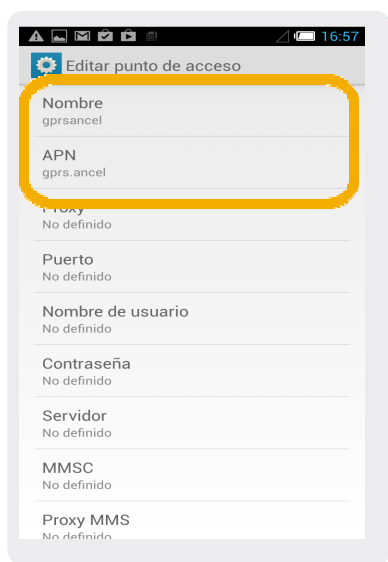 16:57
Editar punto de acceso
Nombre
gprsancel
APN
gprs.ancel
Proxy
No definido
Puerto
No definido
Nombre de usuario
No definido
Contraseña
No definido
Servidor
No definido
MMSC
No definido
Proxy MMS
No definido